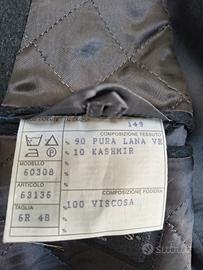 149
COMPOSIZIONE TESSUTO
90 PURA LANA VE
10 KASHMIR
MODELLO
60308
ARTICOLO
63136
COMPOSIZIONE FODERA
100 VISCOSA
TAGLIA
6R 48
subito